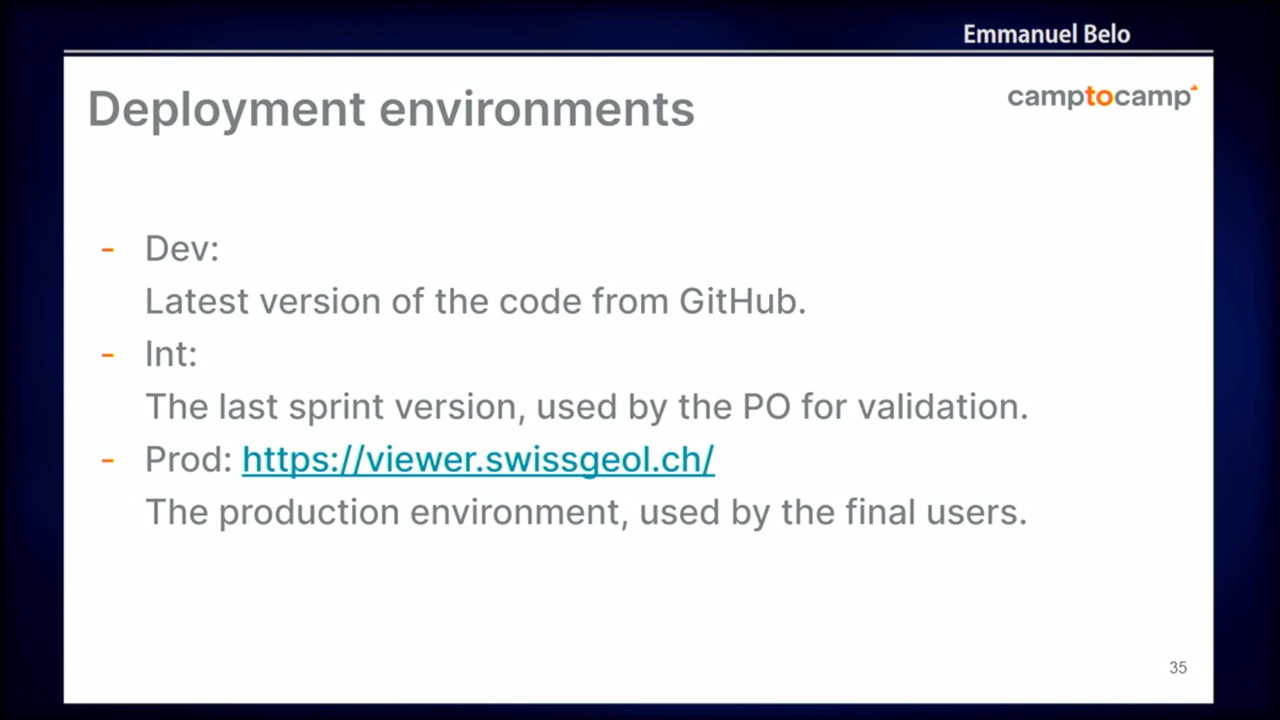 Emmanuel Belo
Deployment environments
camptocamp
- Dev:
Latest version of the code from GitHub.
- Int:
The last sprint version, used by the PO for validation.
- Prod: https://viewer.swissgeol.ch/
The production environment, used by the final users.
35